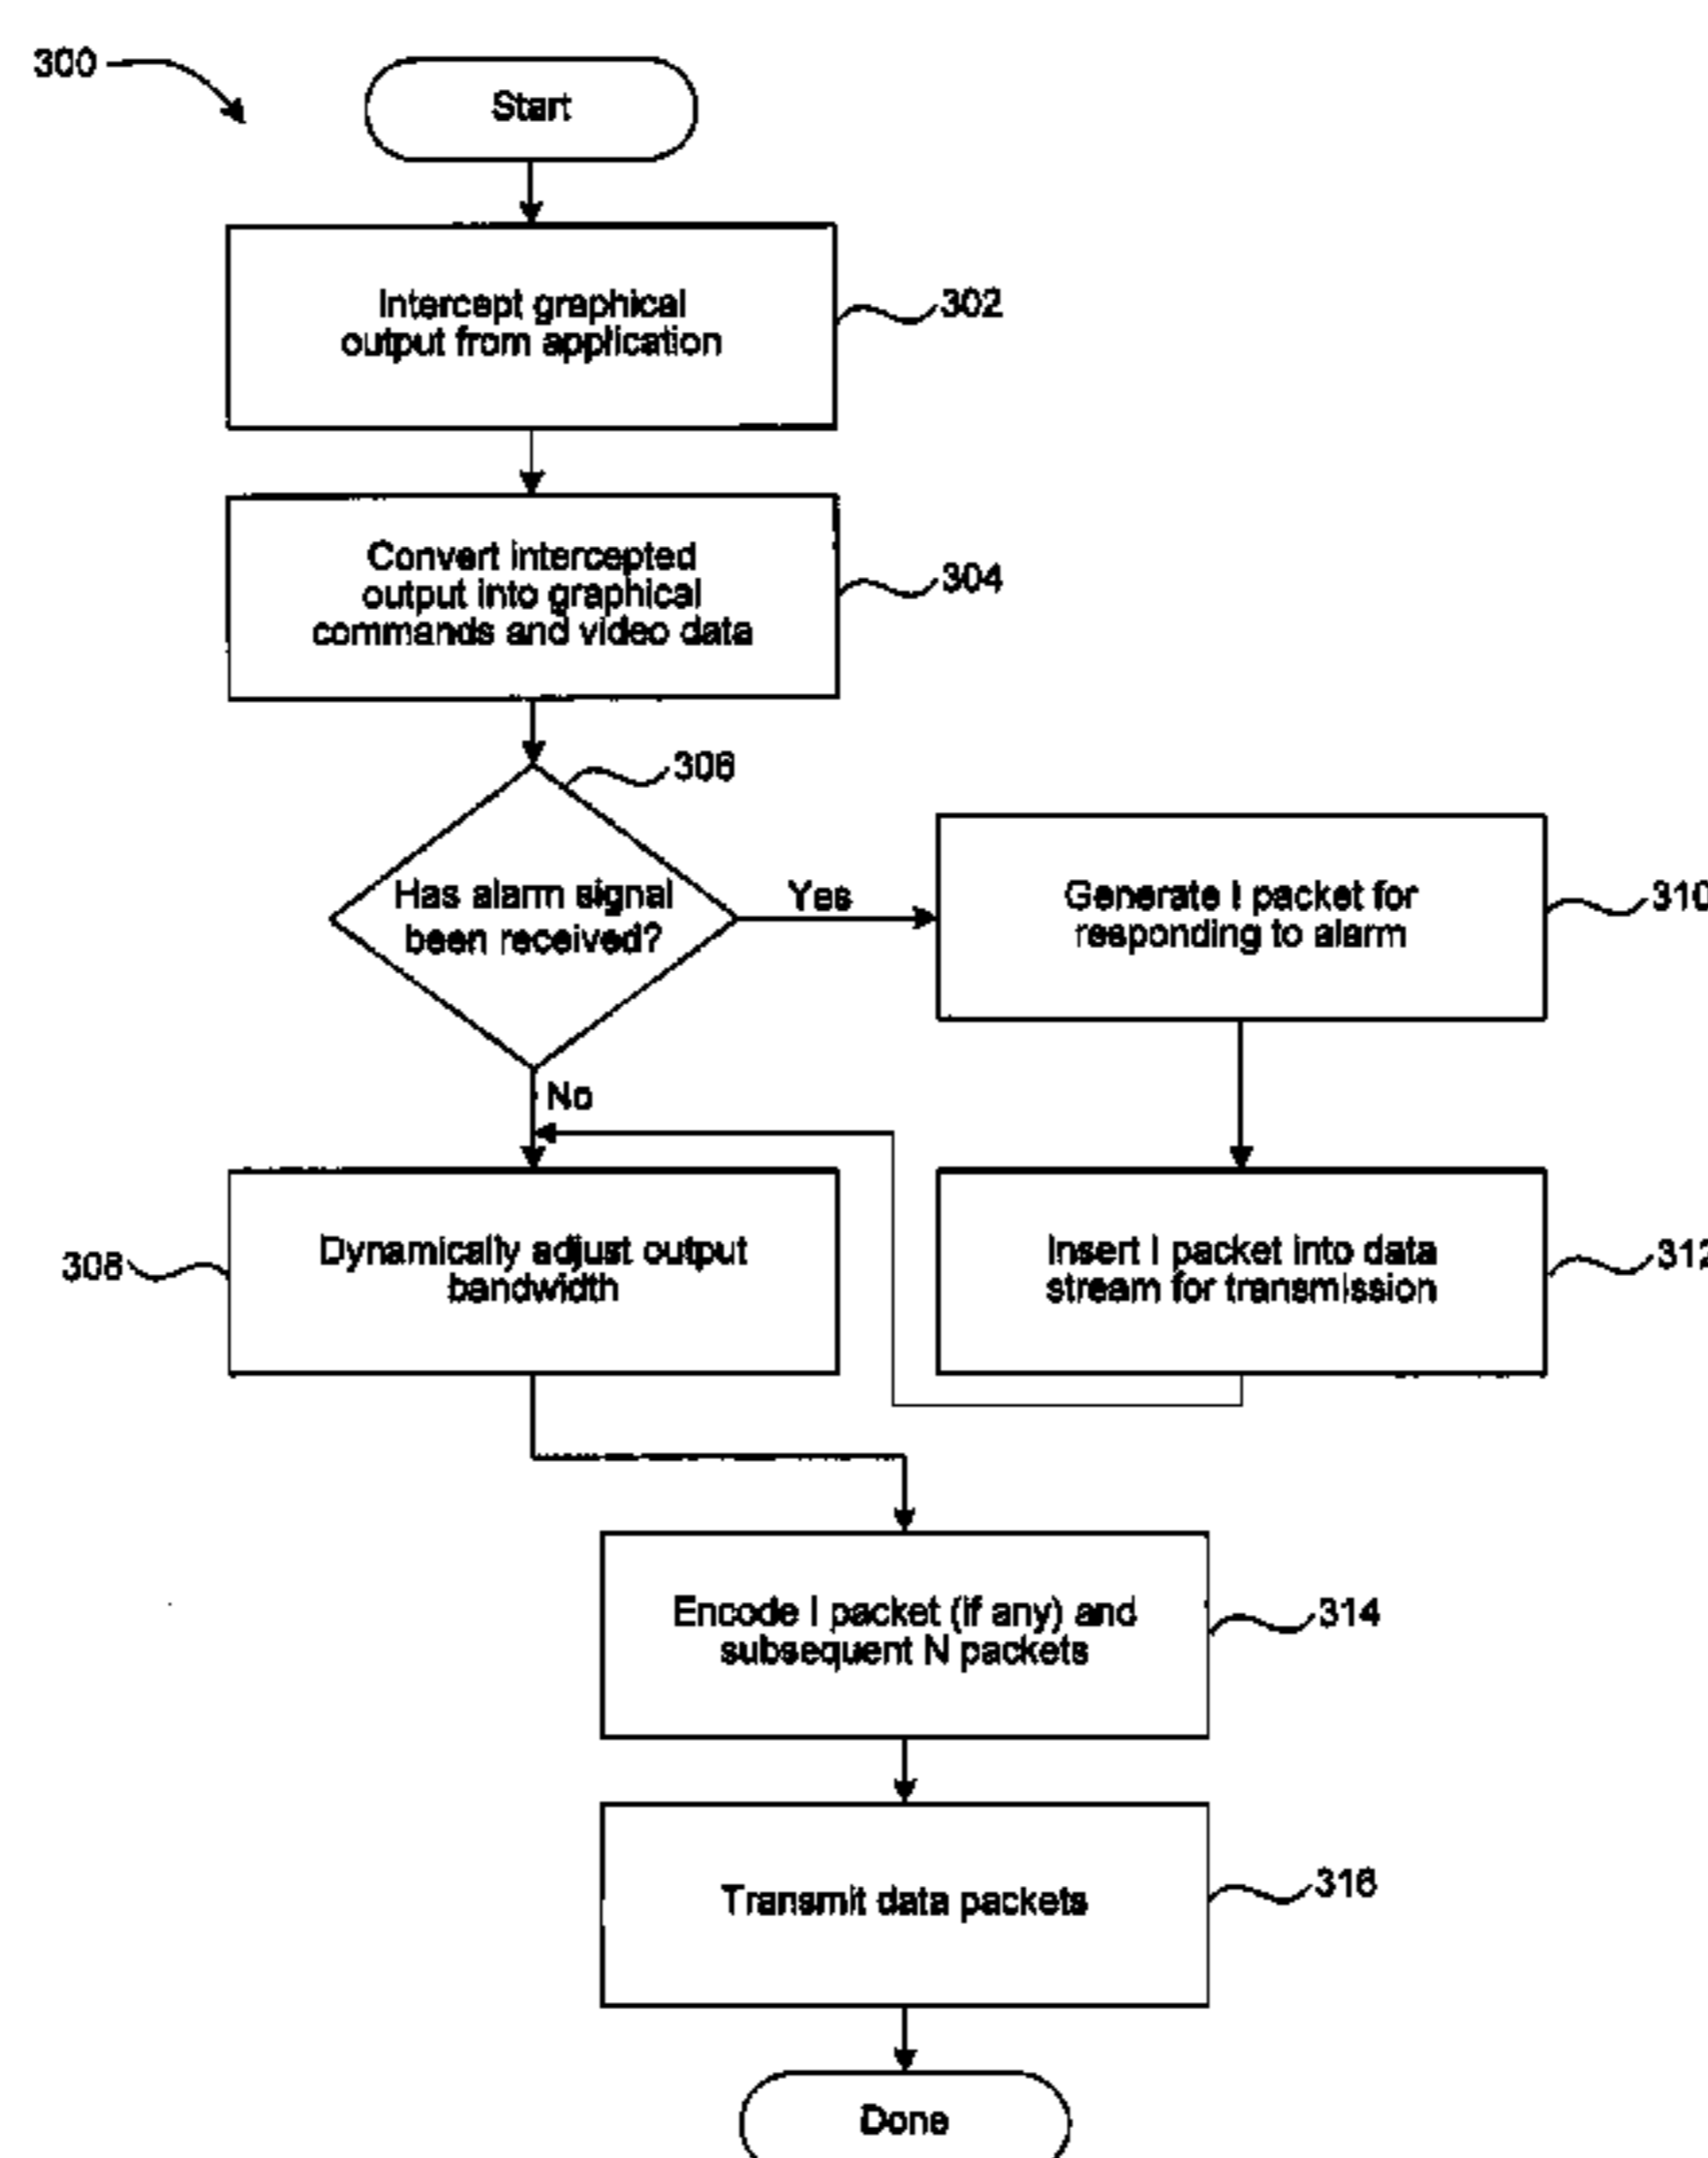 300
Start
Intercept graphical
output from application
302
Convert intercepted
output into graphical
commands and video data
304
306
Has alarm signal
been received?
Yes
Generate I packet for
responding to alarm
310
No
308
Dynamically adjust output
bandwidth
Insert I packet into data
stream for transmission
312
Encode I packet (if any) and
subsequent N packets
314
Transmit data packets
316
Done